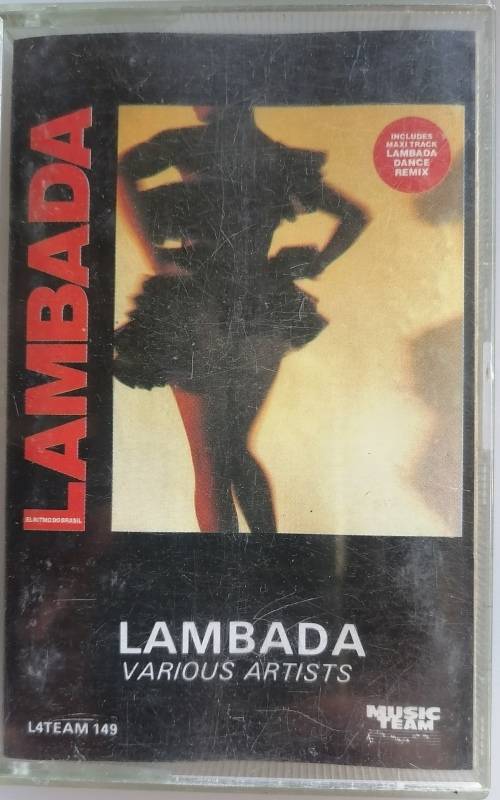 LAMBADA
EL RITMO DO BRASIL
INCLUDES
MAXI TRACK
LAMBADA
DANCE
REMIX
LAMBADA
VARIOUS ARTISTS
L4TEAM 149
MUSIC
TEAM